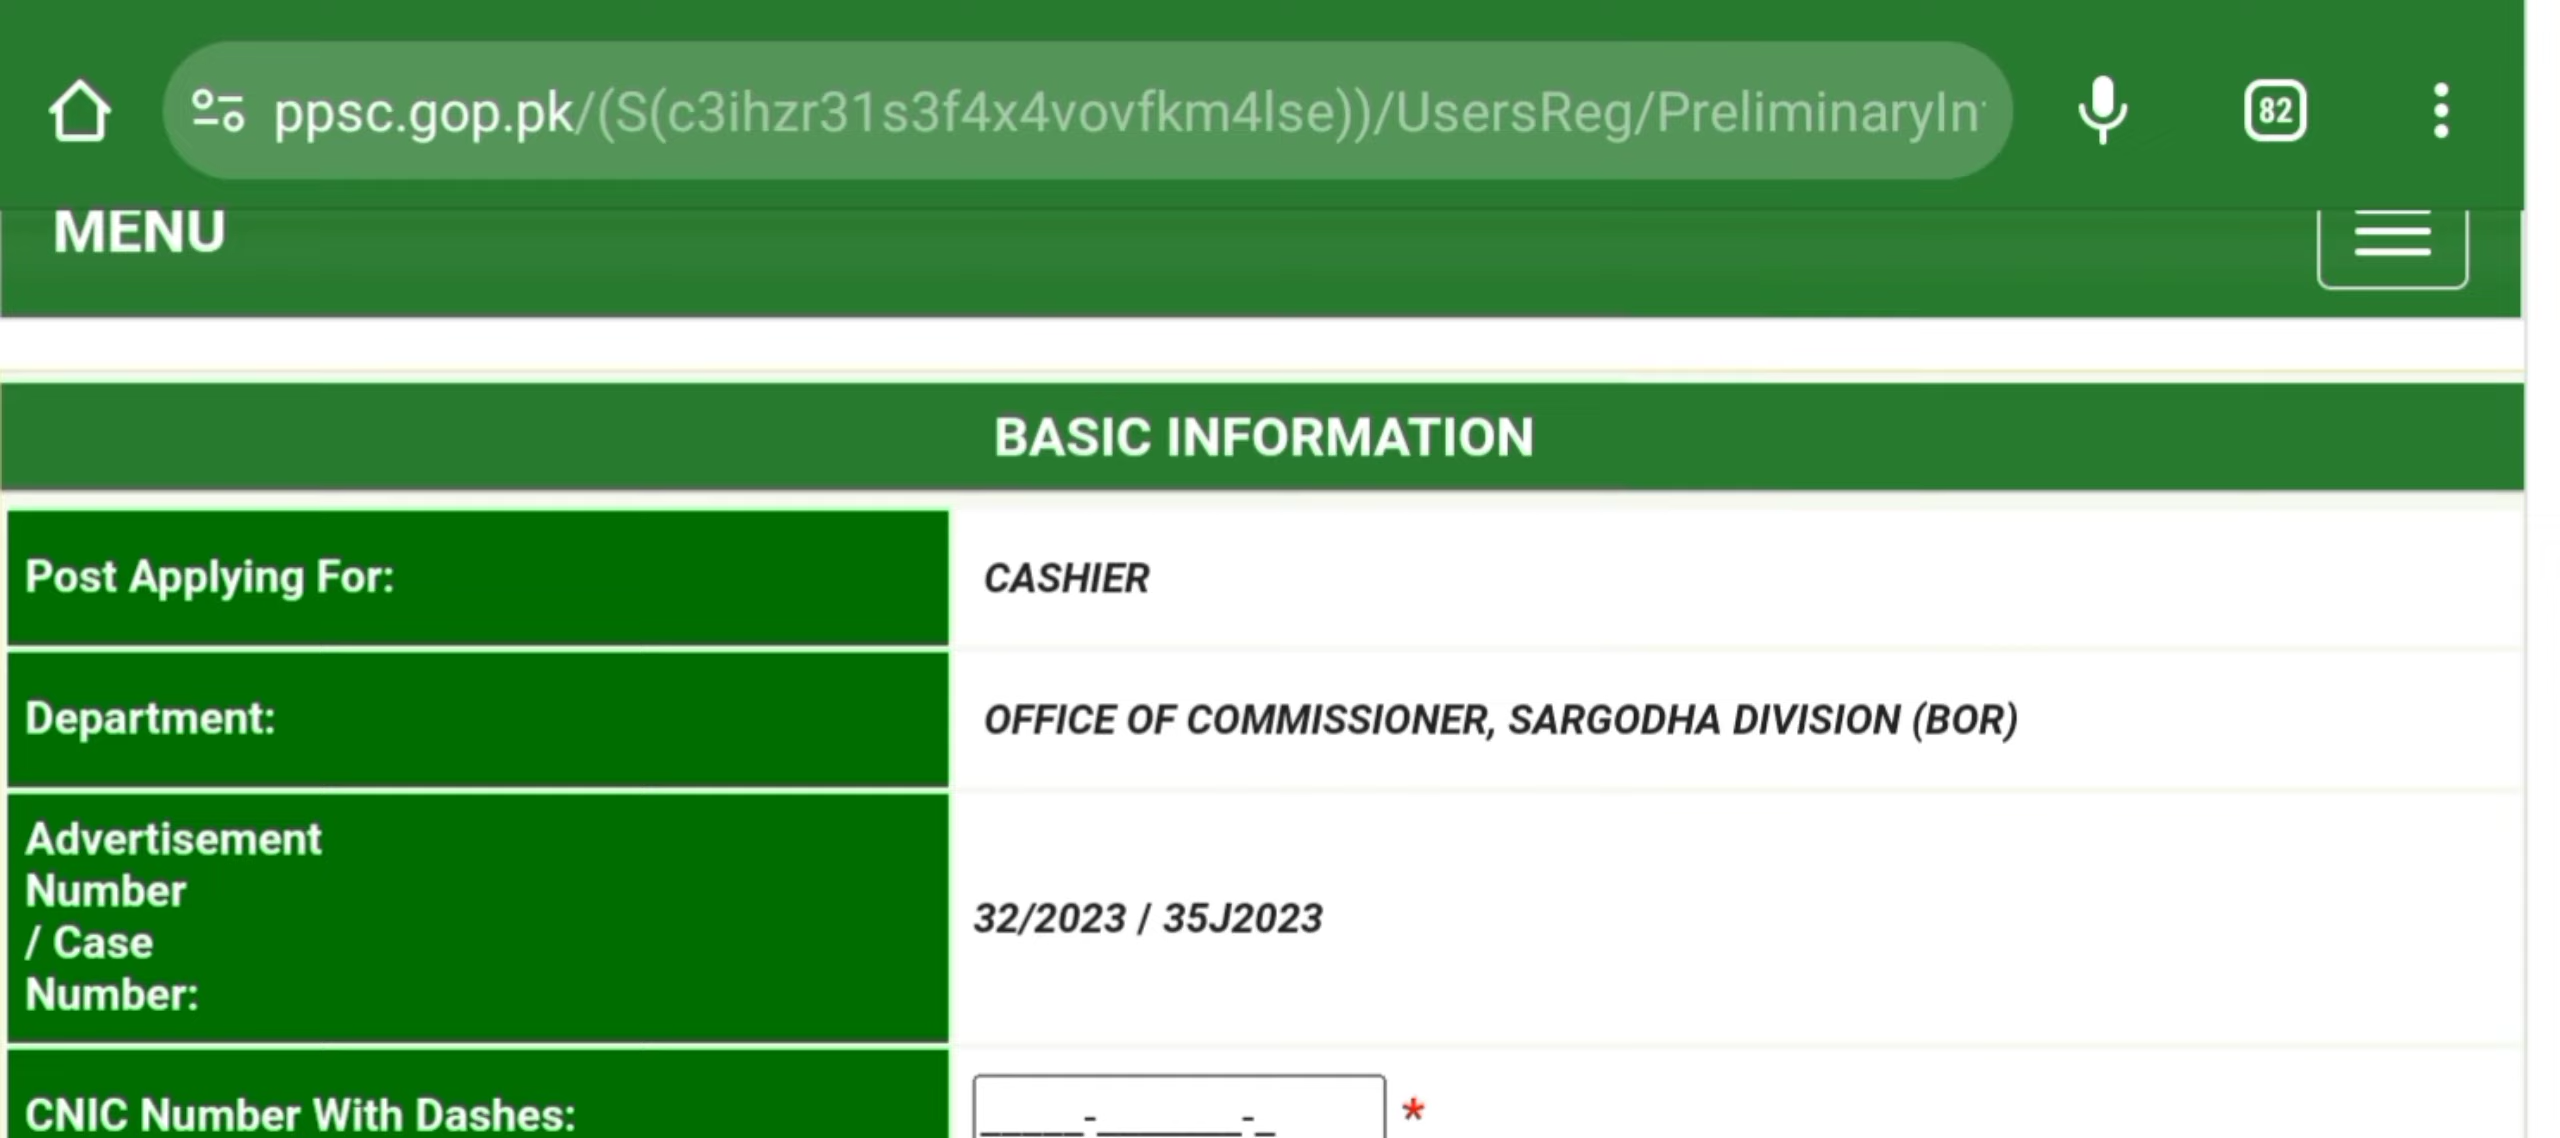 ppsc.gop.pk/(S(c3ihzr31s3f4x4vovfkm4lse))/UsersReg/PreliminaryIn
82
MENU
BASIC INFORMATION
Post Applying For: CASHIER
Department: OFFICE OF COMMISSIONER, SARGODHA DIVISION (BOR)
Advertisement
Number
/ Case
Number:
32/2023 / 35J2023
CNIC Number With Dashes: _____-_______-_ *